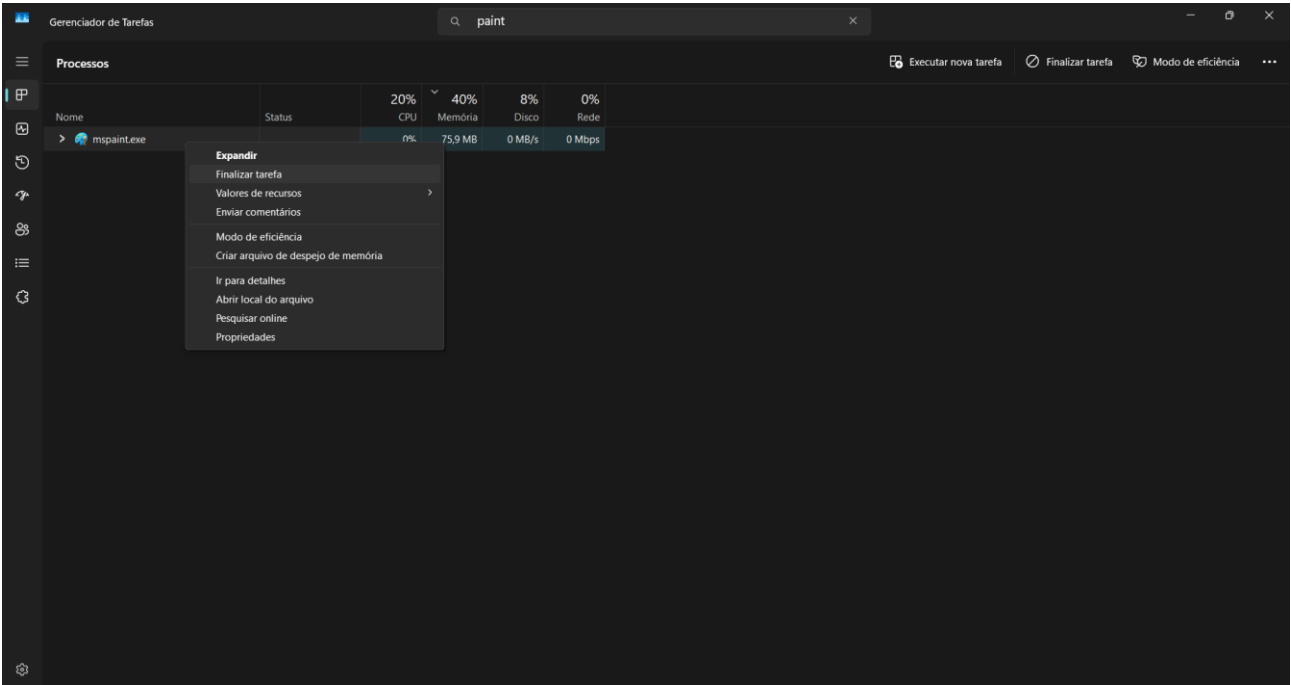 Gerenciador de Tarefas
paint
Processos
Executar nova tarefa
Finalizar tarefa
Modo de eficiência
20% 40% 8% 0%
Nome Status CPU Memória Disco Rede
mspaint.exe 0% 75,9 MB 0 MB/s 0 Mbps
Expandir
Finalizar tarefa
Valores de recursos
Enviar comentários
Modo de eficiência
Criar arquivo de despejo de memória
Ir para detalhes
Abrir local do arquivo
Pesquisar online
Propriedades